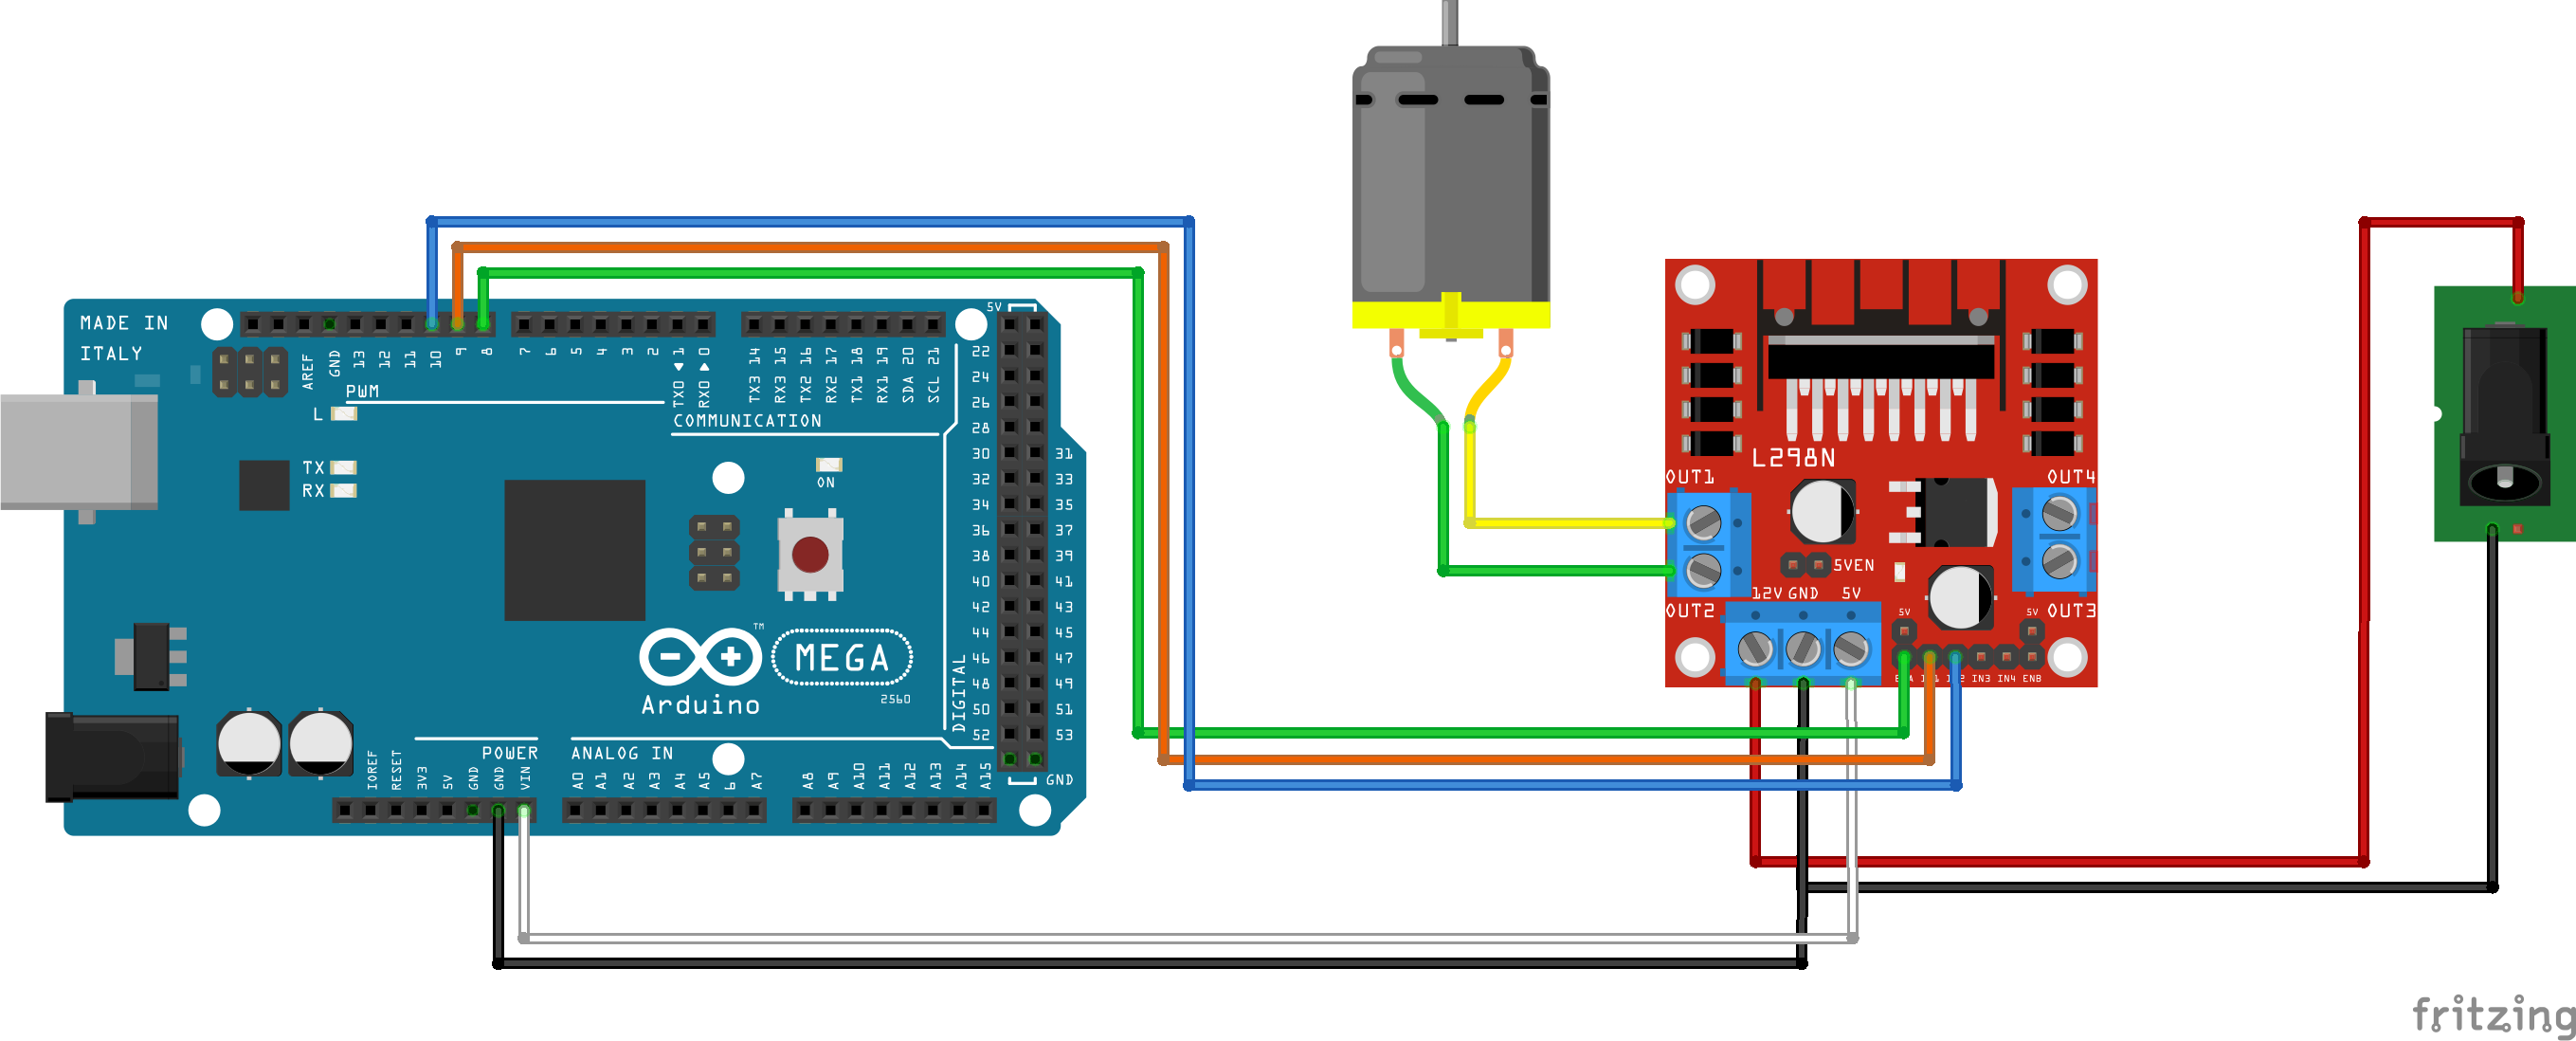 MADE IN
ITALY
AREF
GND
13
12
11
10
9
8
7
6
5
4
3
2
TX0 1
RX0 0
TX3 14
RX3 15
TX2 16
RX2 17
TX1 18
RX1 19
SDA 20
SCL 21
PWM
L
COMMUNICATION
TX
RX
ON
5V
22
24
26
28
30 31
32 33
34 35
36 37
38 39
40 41
42 43
44 45
46 47
48 49
50 51
52 53
GND
DIGITAL
MEGA
TM
Arduino
2560
POWER
ANALOG IN
IOREF
RESET
3V3
5V
GND
GND
VIN
A0
A1
A2
A3
A4
A5
A7
A8
A9
A10
A11
A12
A13
A14
A15
L298N
OUT1
OUT4
5VEN
12V GND 5V
OUT2
5V
5V
OUT3
IN3 IN4 ENB
fritzing